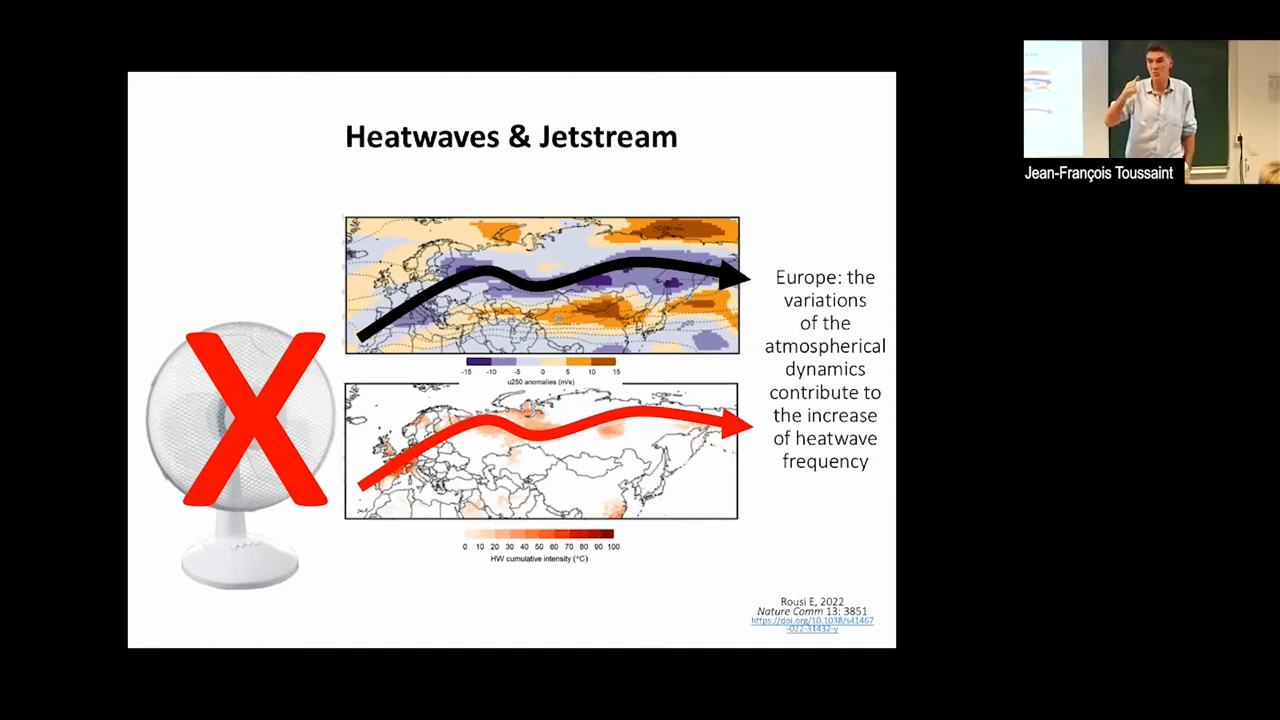 Heatwaves & Jetstream
-15 -10 -5 0 5 10 15
u250 anomalies (m/s)
0 10 20 30 40 50 60 70 80 90 100
HW cumulative intensity (°C)
Europe: the
variations
of the
atmospherical
dynamics
contribute to
the increase
of heatwave
frequency
Rousi E, 2022
Nature Comm 13: 3851
https://doi.org/10.1038/s41467
-022-31432-y
Jean-François Toussaint